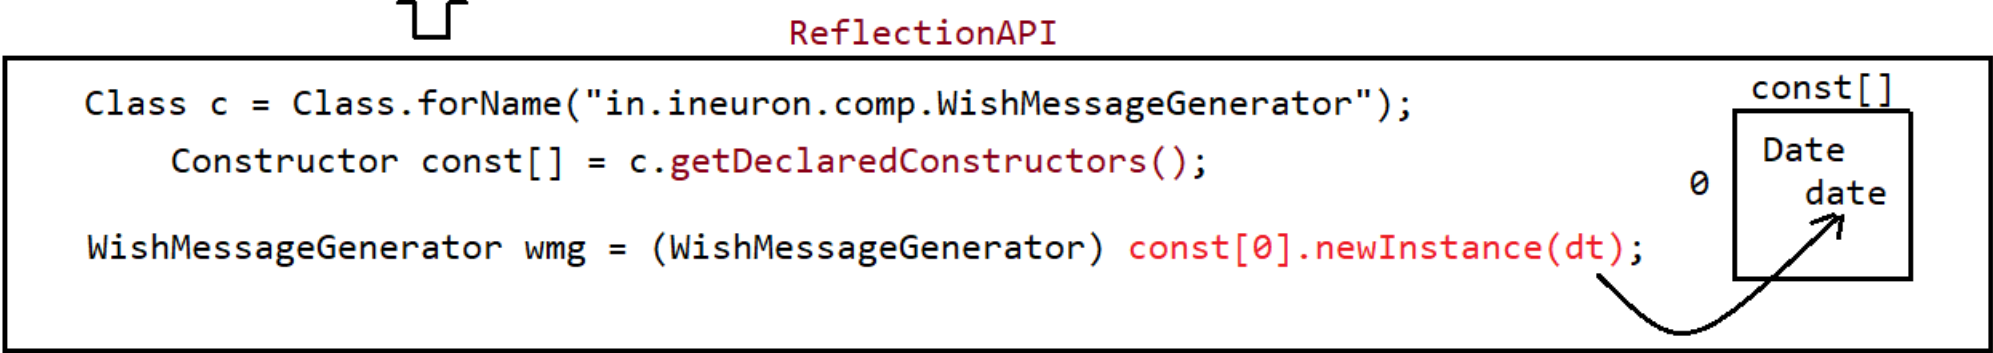 ReflectionAPI
Class c = Class.forName("in.ineuron.comp.WishMessageGenerator");
Constructor const[] = c.getDeclaredConstructors();
WishMessageGenerator wmg = (WishMessageGenerator) const[0].newInstance(dt);
const[]
Date
0
date